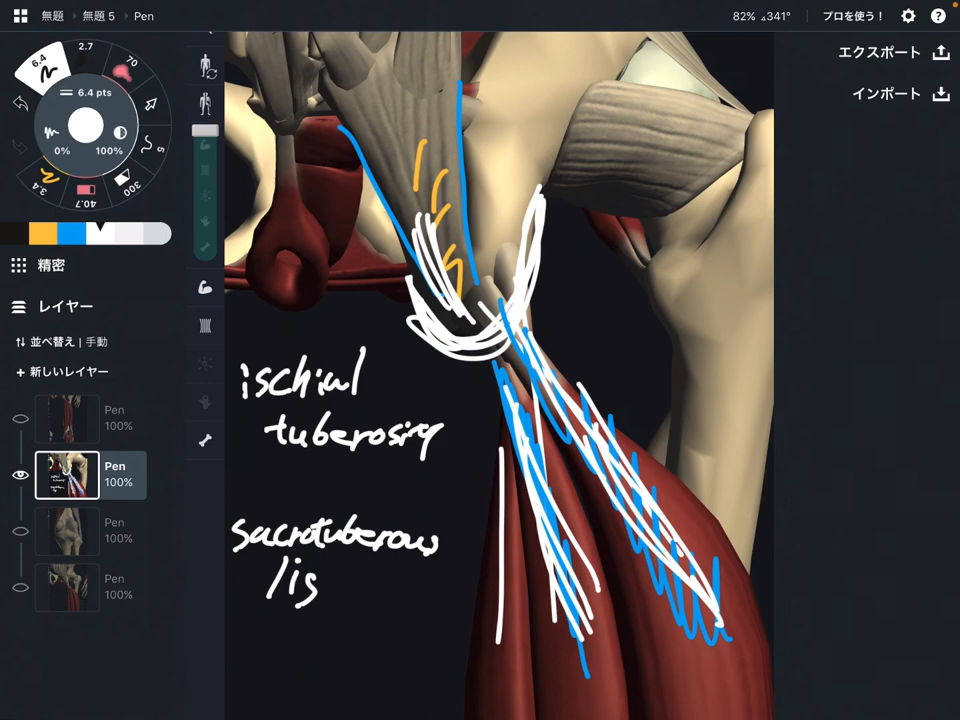 無題 > 無題 5 > Pen
82% ⊿341°
プロを使う!
エクスポート
インポート
2.7
6.4
70
5
300
40.7
3.4
6.4 pts
0% 100%
精密
レイヤー
並べ替え | 手動
+ 新しいレイヤー
Pen
100%
Pen
100%
Pen
100%
Pen
100%
ischial
tuberosity
sacrotuberous
lig